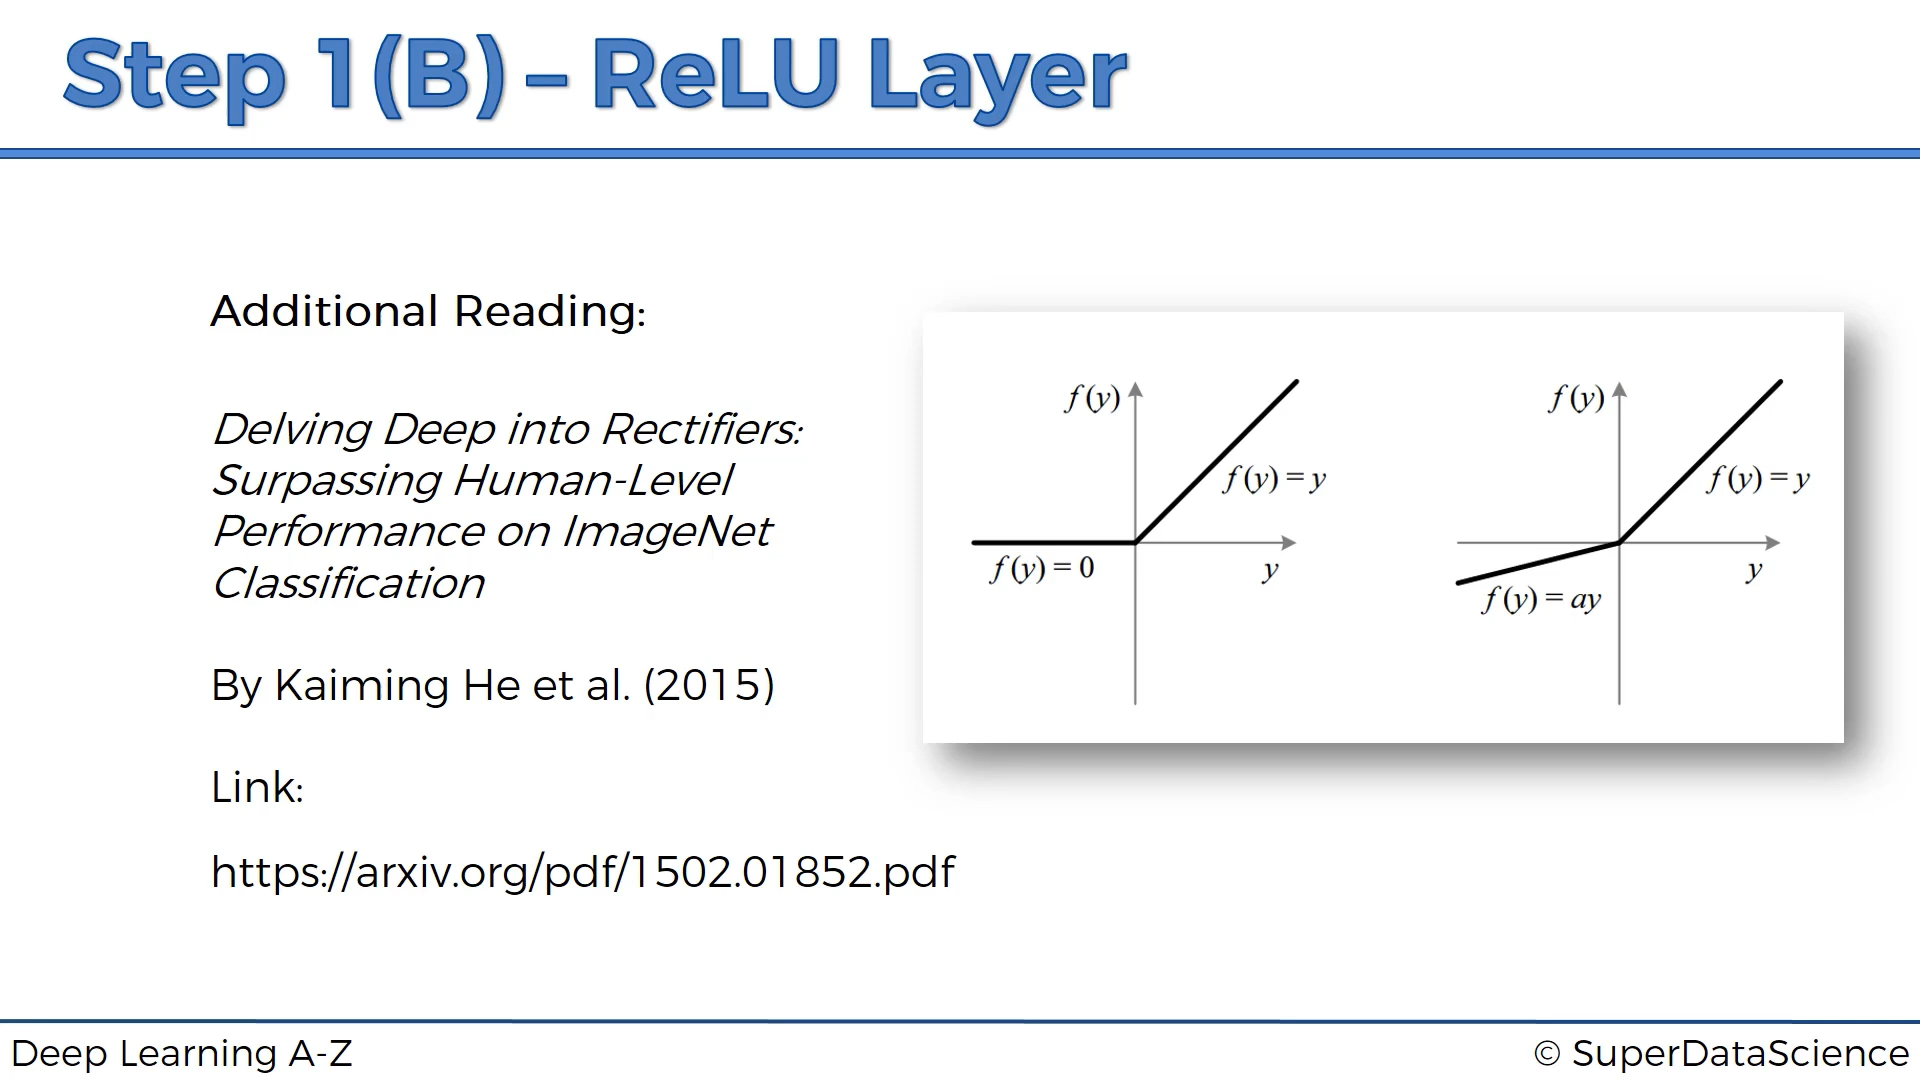 Step 1(B) – ReLU Layer
Additional Reading:
Delving Deep into Rectifiers:
Surpassing Human-Level
Performance on ImageNet
Classification
By Kaiming He et al. (2015)
Link:
https://arxiv.org/pdf/1502.01852.pdf
f(y)
f(y) = y
f(y) = 0
y
f(y)
f(y) = y
f(y) = ay
y
Deep Learning A-Z
© SuperDataScience